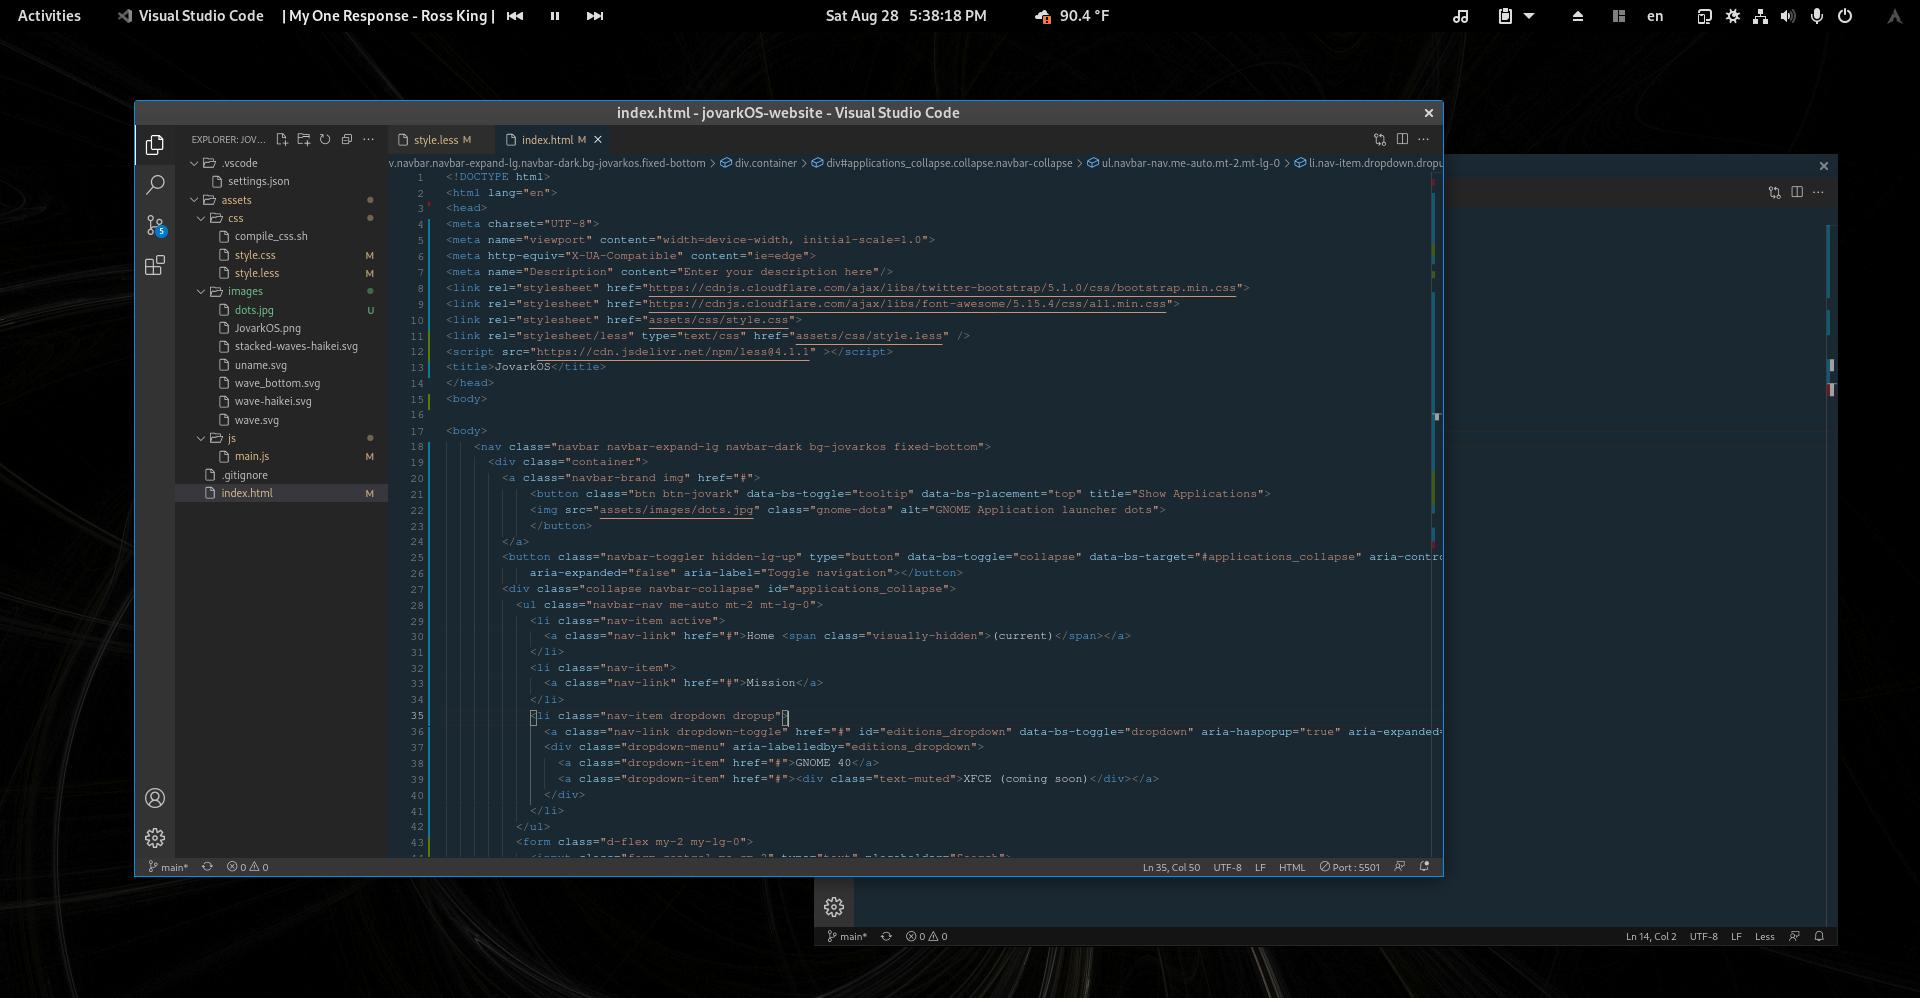 Activities
Visual Studio Code
| My One Response - Ross King |
Sat Aug 28 5:38:18 PM
90.4 °F
en
index.html - jovarkOS-website - Visual Studio Code
EXPLORER: JOV...
style.less M
index.html M
v.navbar.navbar-expand-lg.navbar-dark.bg-jovarkos.fixed-bottom > div.container > div#applications_collapse.collapse.navbar-collapse > ul.navbar-nav.me-auto.mt-2.mt-lg-0 > li.nav-item.dropdown.dropu
.vscode
settings.json
assets
css
compile_css.sh
style.css M
style.less M
images
dots.jpg U
JovarkOS.png
stacked-waves-haikei.svg
uname.svg
wave_bottom.svg
wave-haikei.svg
wave.svg
js
main.js M
.gitignore
index.html M
5
1 <!DOCTYPE html>
2 <html lang="en">
3 <head>
4 <meta charset="UTF-8">
5 <meta name="viewport" content="width=device-width, initial-scale=1.0">
6 <meta http-equiv="X-UA-Compatible" content="ie=edge">
7 <meta name="Description" content="Enter your description here"/>
8 <link rel="stylesheet" href="https://cdnjs.cloudflare.com/ajax/libs/twitter-bootstrap/5.1.0/css/bootstrap.min.css">
9 <link rel="stylesheet" href="https://cdnjs.cloudflare.com/ajax/libs/font-awesome/5.15.4/css/all.min.css">
10 <link rel="stylesheet" href="assets/css/style.css">
11 <link rel="stylesheet/less" type="text/css" href="assets/css/style.less" />
12 <script src="https://cdn.jsdelivr.net/npm/less@4.1.1" ></script>
13 <title>JovarkOS</title>
14 </head>
15 <body>
16
17 <body>
18 <nav class="navbar navbar-expand-lg navbar-dark bg-jovarkos fixed-bottom">
19 <div class="container">
20 <a class="navbar-brand img" href="#">
21 <button class="btn btn-jovark" data-bs-toggle="tooltip" data-bs-placement="top" title="Show Applications">
22 <img src="assets/images/dots.jpg" class="gnome-dots" alt="GNOME Application launcher dots">
23 </button>
24 </a>
25 <button class="navbar-toggler hidden-lg-up" type="button" data-bs-toggle="collapse" data-bs-target="#applications_collapse" aria-contr
26 aria-expanded="false" aria-label="Toggle navigation"></button>
27 <div class="collapse navbar-collapse" id="applications_collapse">
28 <ul class="navbar-nav me-auto mt-2 mt-lg-0">
29 <li class="nav-item active">
30 <a class="nav-link" href="#">Home <span class="visually-hidden">(current)</span></a>
31 </li>
32 <li class="nav-item">
33 <a class="nav-link" href="#">Mission</a>
34 </li>
35 <li class="nav-item dropdown dropup">
36 <a class="nav-link dropdown-toggle" href="#" id="editions_dropdown" data-bs-toggle="dropdown" aria-haspopup="true" aria-expanded=
37 <div class="dropdown-menu" aria-labelledby="editions_dropdown">
38 <a class="dropdown-item" href="#">GNOME 40</a>
39 <a class="dropdown-item" href="#"><div class="text-muted">XFCE (coming soon)</div></a>
40 </div>
41 </li>
42 </ul>
43 <form class="d-flex my-2 my-lg-0">
main* 0 0
Ln 35, Col 50 UTF-8 LF HTML Port : 5501
main* 0 0
Ln 14, Col 2 UTF-8 LF Less